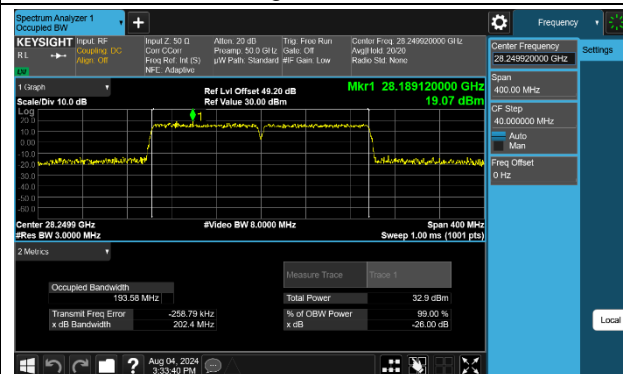 Spectrum Analyzer 1
Occupied BW
+
Frequency
KEYSIGHT
RL
LW
Input: RF
Coupling: DC
Align: Off
Input Z: 50 Ω
Corr CCorr
Freq Ref: Int (S)
NFE: Adaptive
Atten: 20 dB
Preamp: 50.0 GHz
µW Path: Standard
Trig: Free Run
Gate: Off
#IF Gain: Low
Center Freq: 28.249920000 GHz
Avg|Hold: 20/20
Radio Std: None
Center Frequency
28.249920000 GHz
Settings
Span
400.00 MHz
CF Step
40.000000 MHz
Auto
Man
Freq Offset
0 Hz
Local
1 Graph
Scale/Div 10.0 dB
Ref Lvl Offset 49.20 dB
Ref Value 30.00 dBm
Mkr1 28.189120000 GHz
19.07 dBm
Log
20.0
10.0
0.00
-10.0
-20.0
-30.0
-40.0
-50.0
-60.0
1
Center 28.2499 GHz
#Res BW 3.0000 MHz
#Video BW 8.0000 MHz
Span 400 MHz
Sweep 1.00 ms (1001 pts)
2 Metrics
Measure Trace
Trace 1
Occupied Bandwidth
193.58 MHz
Total Power
32.9 dBm
Transmit Freq Error
-258.79 kHz
% of OBW Power
99.00 %
x dB Bandwidth
202.4 MHz
x dB
-26.00 dB
?
Aug 04, 2024
3:33:40 PM